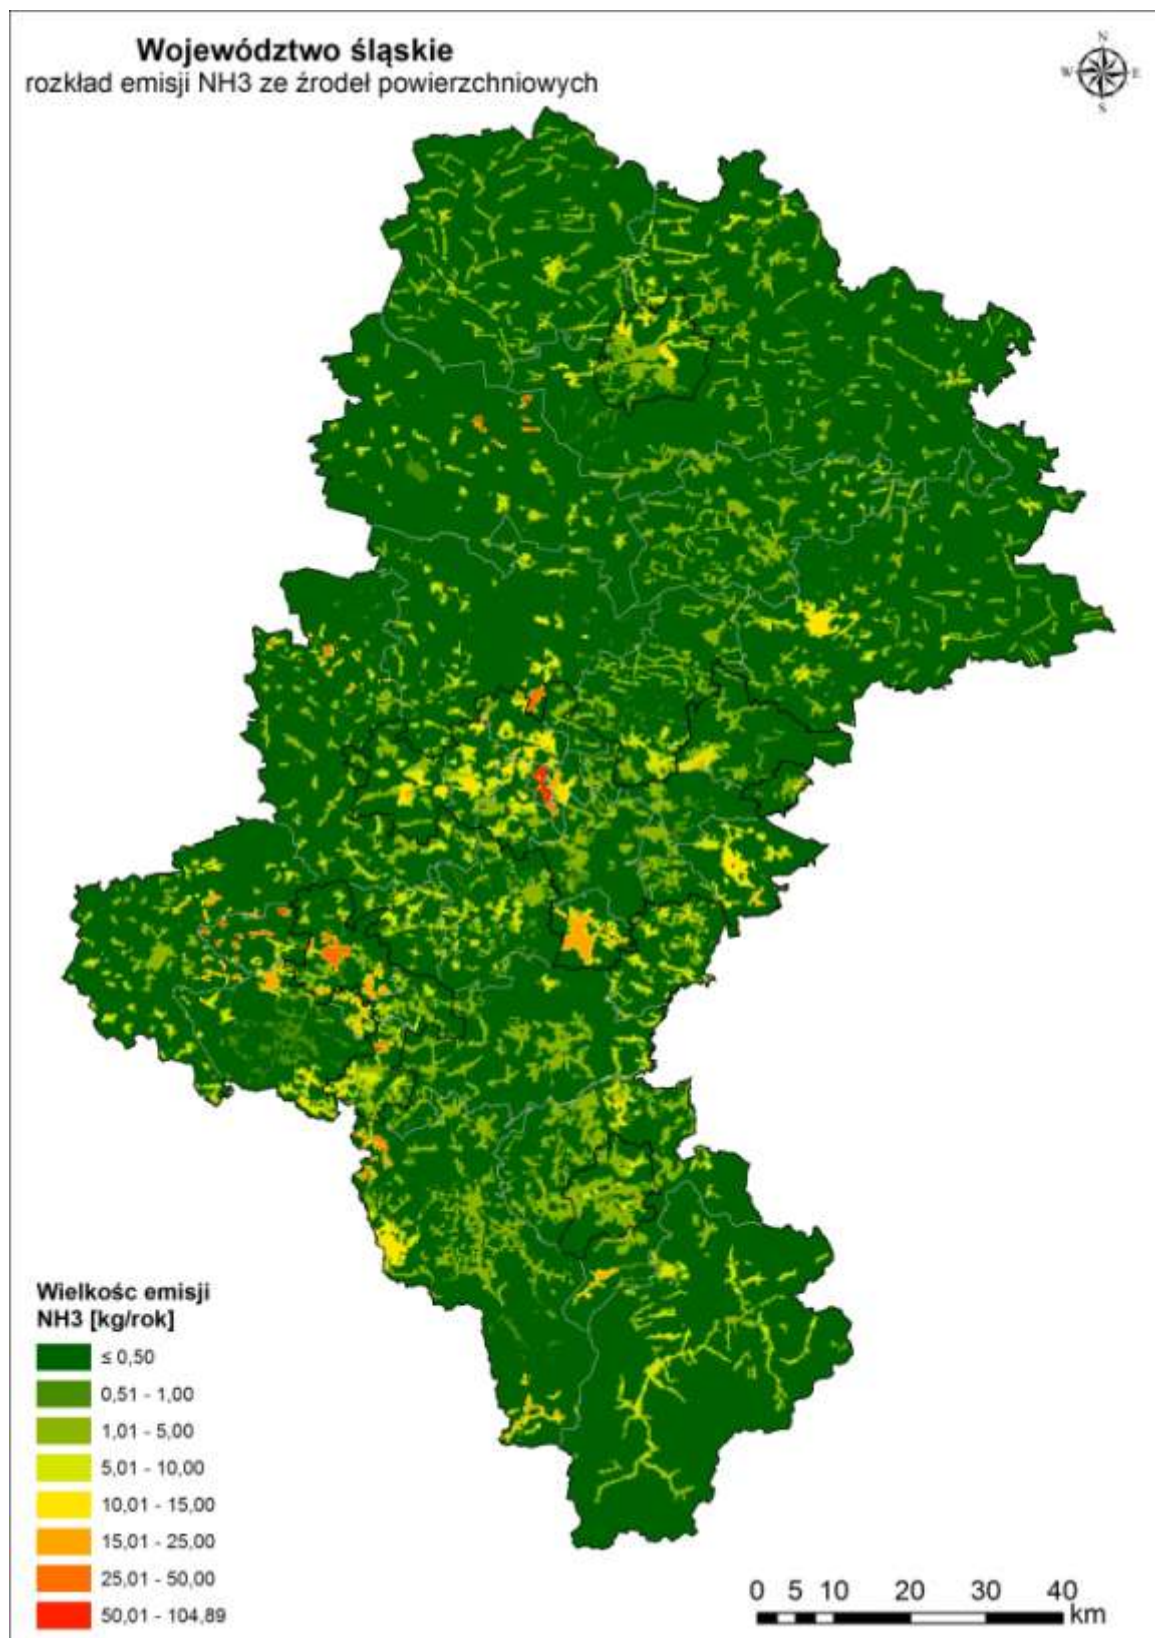 Województwo śląskie
rozkład emisji NH3 ze źrodeł powierzchniowych
N
W E
S
Wielkośc emisji
NH3 [kg/rok]
≤ 0,50
0,51 - 1,00
1,01 - 5,00
5,01 - 10,00
10,01 - 15,00
15,01 - 25,00
25,01 - 50,00
50,01 - 104,89
0 5 10 20 30 40
km